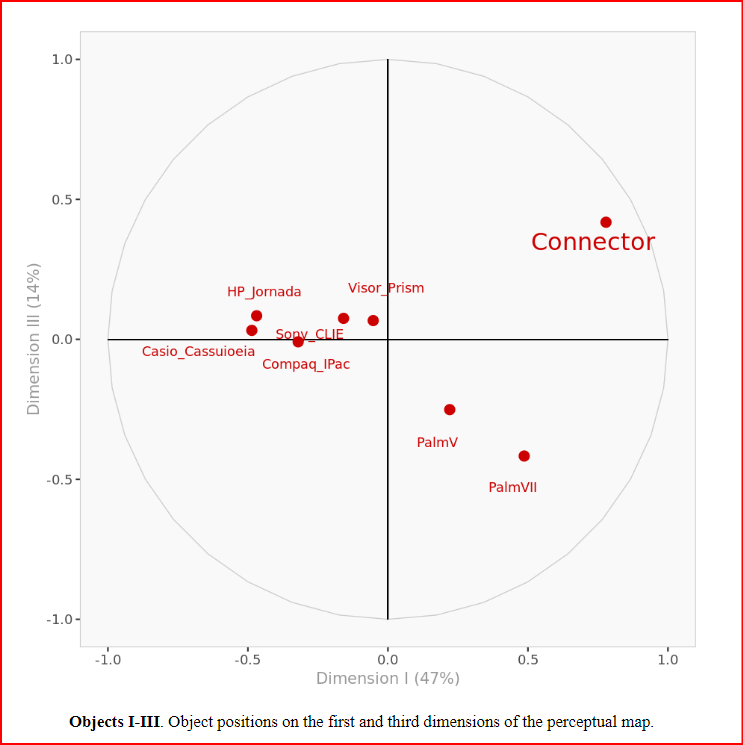 1.0
0.5
0.0
-0.5
-1.0
Dimension III (14%)
Connector
HP_Jornada
Visor_Prism
Sony_CLIE
Casio_Cassuioeia
Compaq_IPac
PalmV
PalmVII
-1.0 -0.5 0.0 0.5 1.0
Dimension I (47%)
Objects I-III. Object positions on the first and third dimensions of the perceptual map.